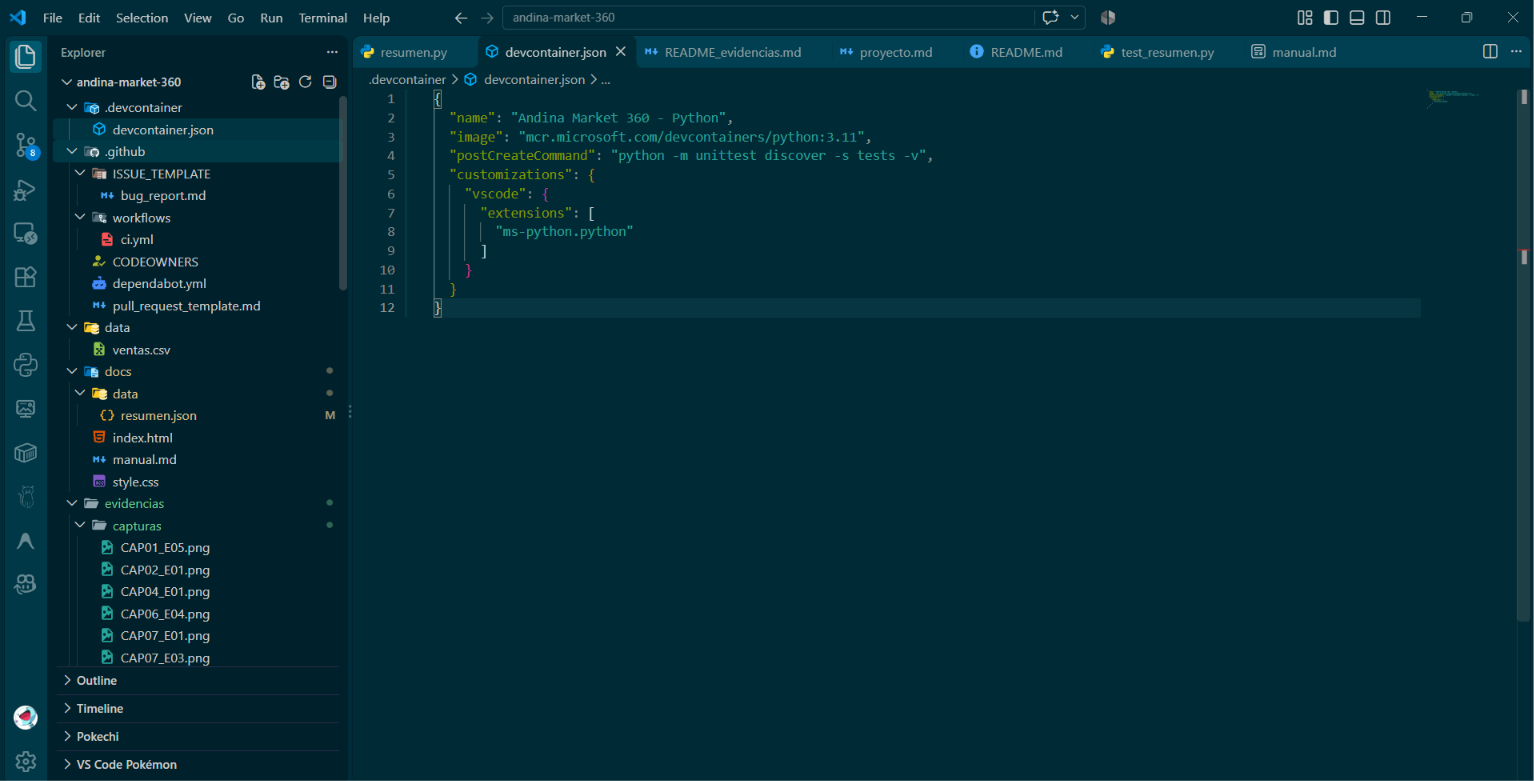 File Edit Selection View Go Run Terminal Help
andina-market-360
Explorer
andina-market-360
.devcontainer
devcontainer.json
.github
ISSUE_TEMPLATE
bug_report.md
workflows
ci.yml
CODEOWNERS
dependabot.yml
pull_request_template.md
data
ventas.csv
docs
data
resumen.json M
index.html
manual.md
style.css
evidencias
capturas
CAP01_E05.png
CAP02_E01.png
CAP04_E01.png
CAP06_E04.png
CAP07_E01.png
CAP07_E03.png
Outline
Timeline
Pokechi
VS Code Pokémon
8
resumen.py devcontainer.json README_evidencias.md proyecto.md README.md test_resumen.py manual.md
.devcontainer > devcontainer.json > ...
1 {
2 "name": "Andina Market 360 - Python",
3 "image": "mcr.microsoft.com/devcontainers/python:3.11",
4 "postCreateCommand": "python -m unittest discover -s tests -v",
5 "customizations": {
6 "vscode": {
7 "extensions": [
8 "ms-python.python"
9 ]
10 }
11 }
12 }